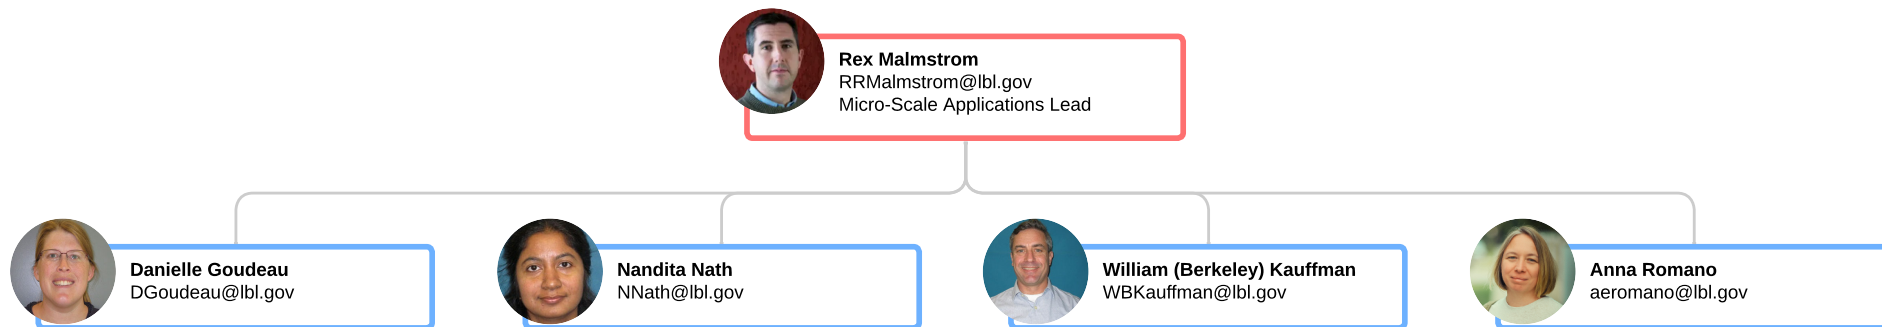 Rex Malmstrom
RRMalmstrom@lbl.gov
Micro-Scale Applications Lead
Danielle Goudeau
DGoudeau@lbl.gov
Nandita Nath
NNath@lbl.gov
William (Berkeley) Kauffman
WBKauffman@lbl.gov
Anna Romano
aeromano@lbl.gov